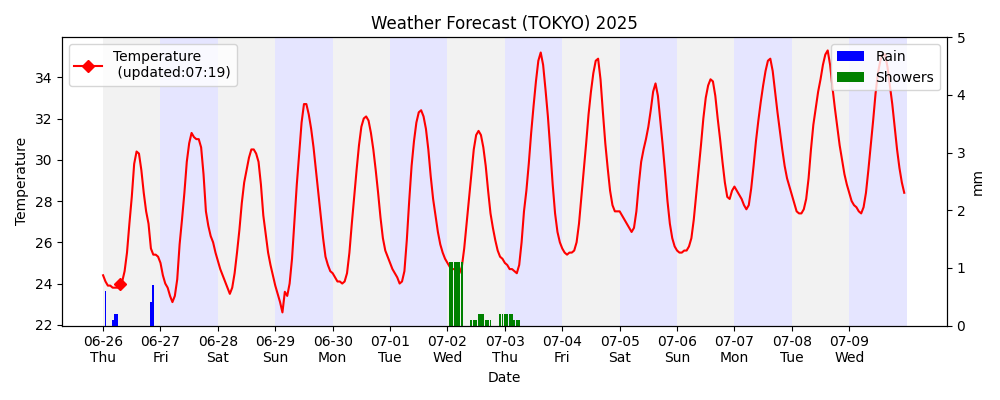 Weather Forecast (TOKYO) 2025
Temperature
(updated:07:19)
Rain
Showers
Temperature
34
32
30
28
26
24
22
5
4
3
2
1
0
mm
06-26 06-27 06-28 06-29 06-30 07-01 07-02 07-03 07-04 07-05 07-06 07-07 07-08 07-09
Thu Fri Sat Sun Mon Tue Wed Thu Fri Sat Sun Mon Tue Wed
Date